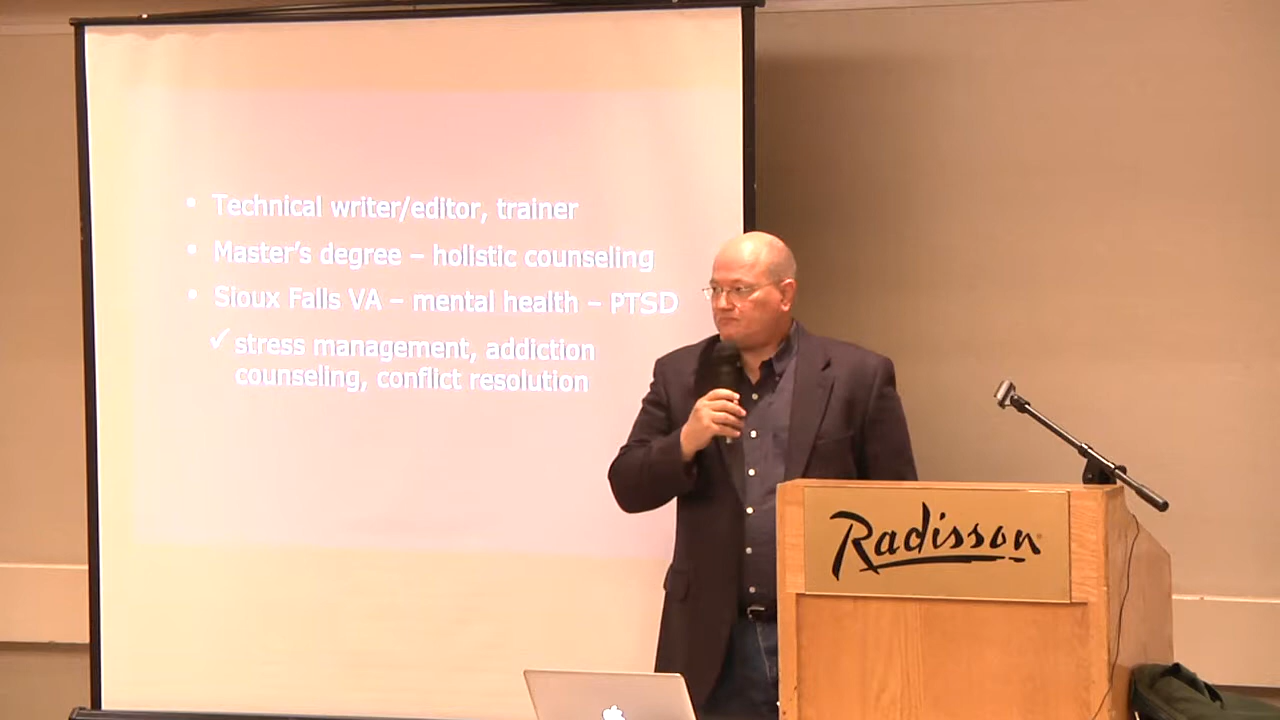 • Technical writer/editor, trainer
• Master's degree – holistic counseling
• Sioux Falls VA – mental health – PTSD
✓ stress management, addiction
counseling, conflict resolution
Radisson